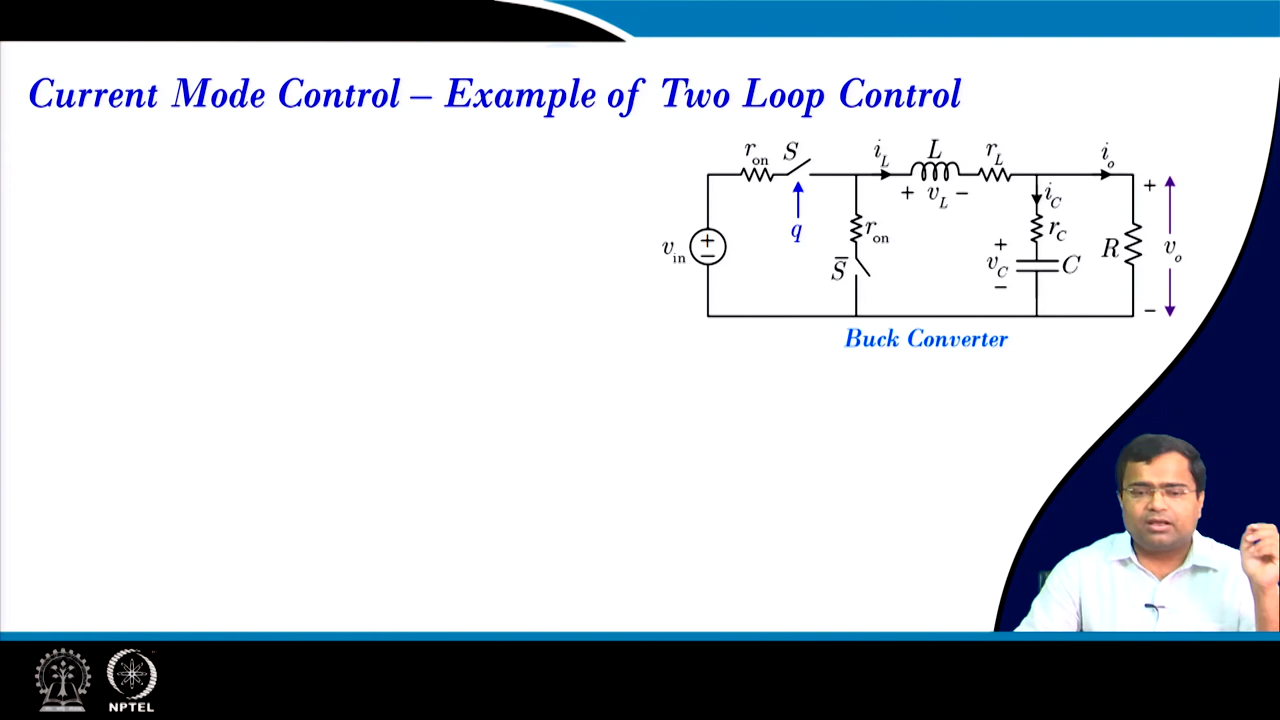 Current Mode Control – Example of Two Loop Control
r_on S i_L L r_L i_o
+ v_L − i_C +
q r_on r_C
v_in + − S̅ + v_C − C R v_o
−
Buck Converter
NPTEL